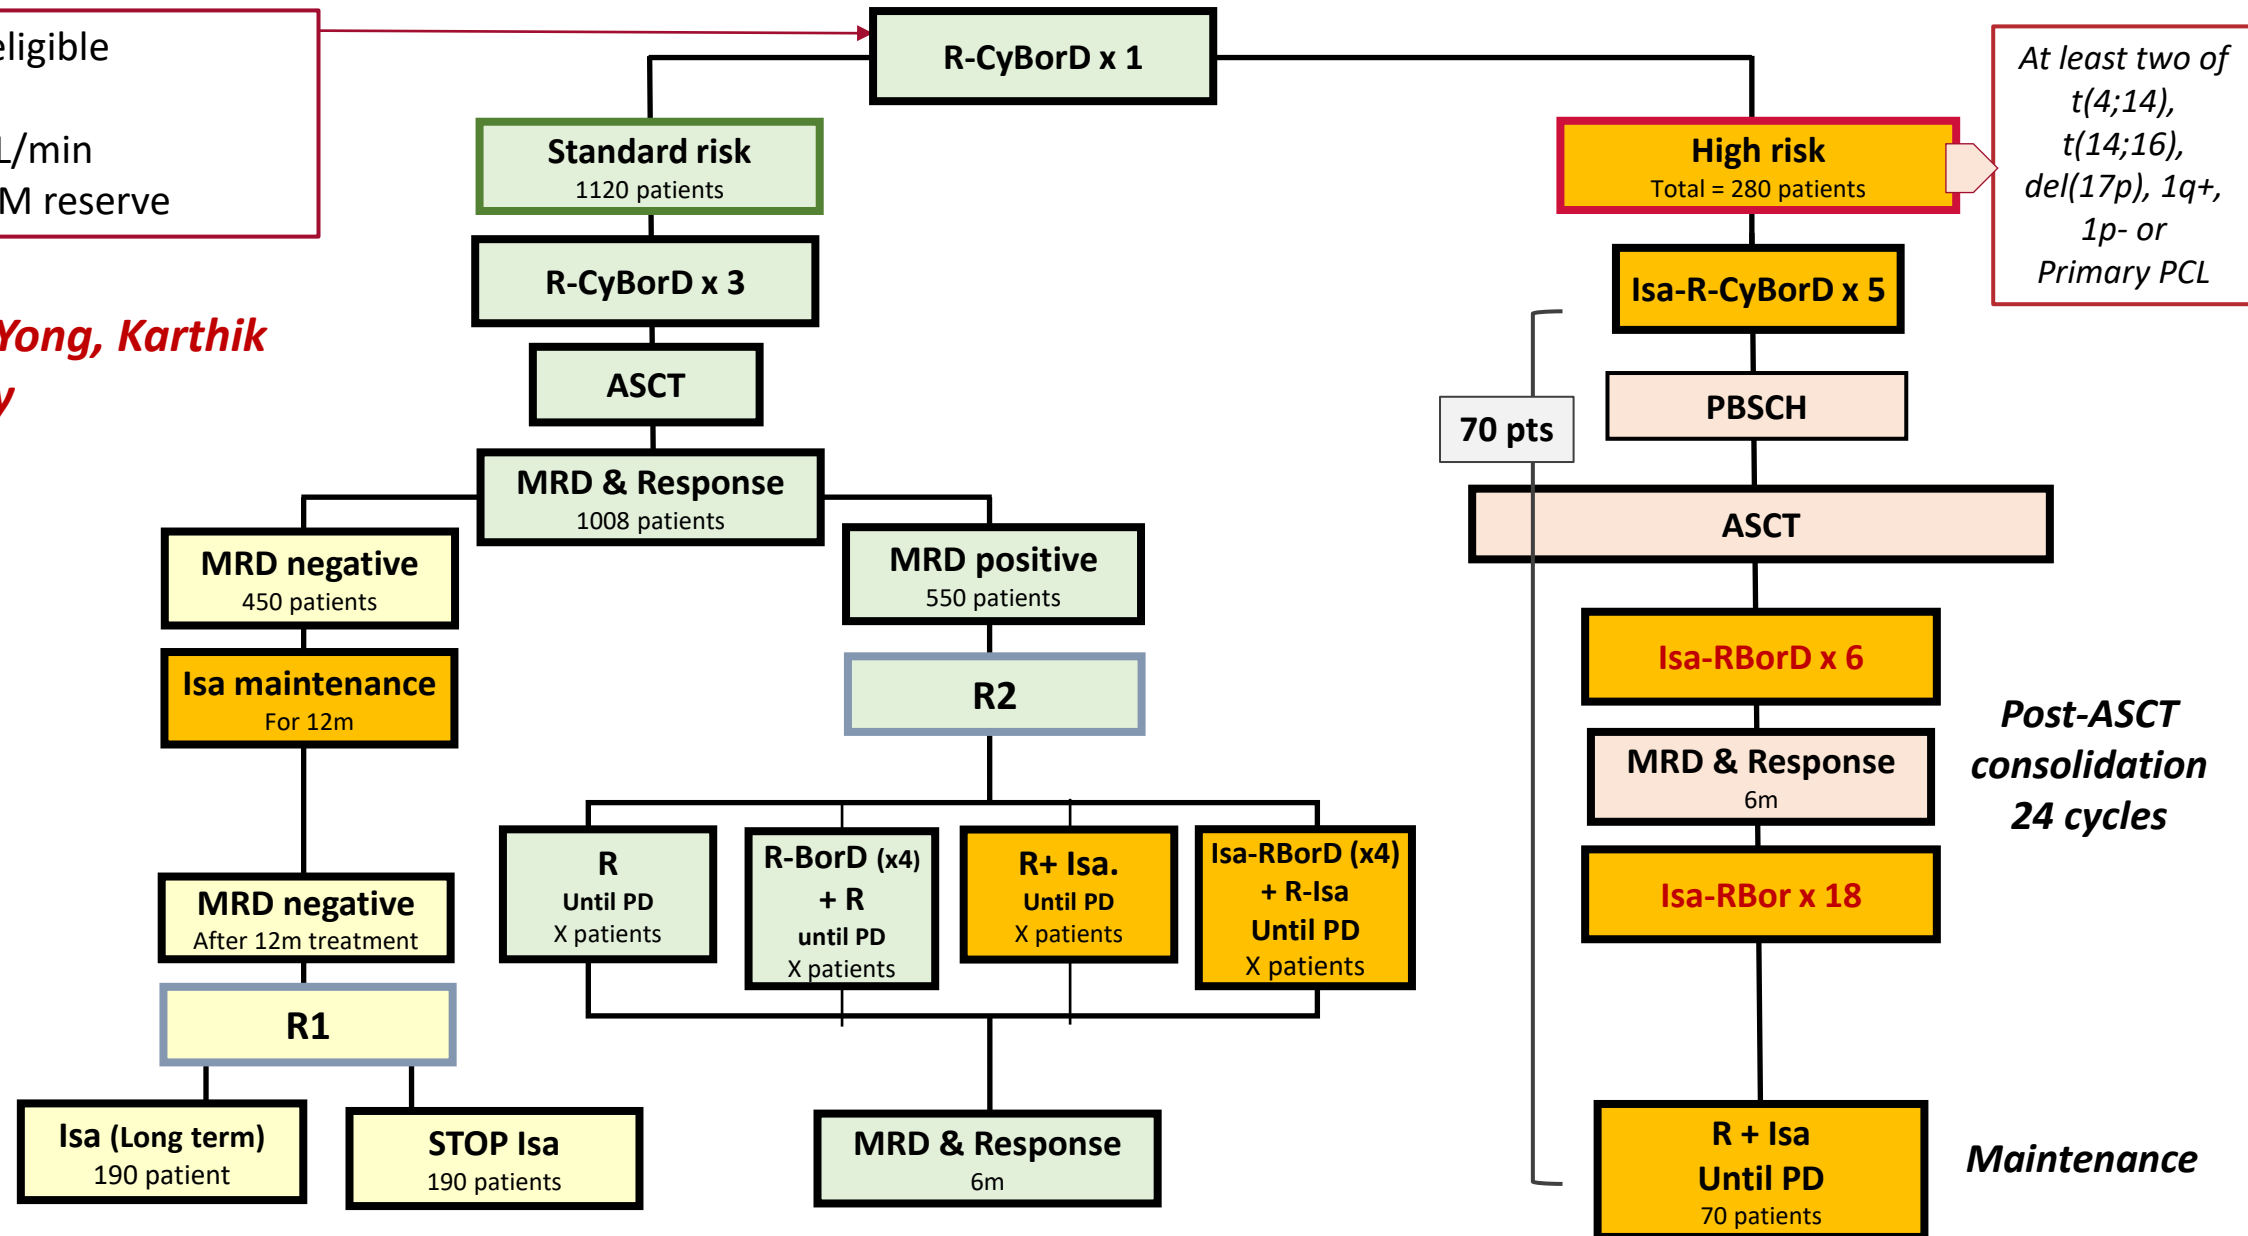 eligible
L/min
M reserve
Yong, Karthik
y
R-CyBorD x 1
Standard risk
1120 patients
R-CyBorD x 3
ASCT
MRD & Response
1008 patients
MRD negative
450 patients
Isa maintenance
For 12m
MRD negative
After 12m treatment
R1
Isa (Long term)
190 patient
STOP Isa
190 patients
MRD positive
550 patients
R2
R
Until PD
X patients
R-BorD (x4)
+ R
until PD
X patients
R+ Isa.
Until PD
X patients
Isa-RBorD (x4)
+ R-Isa
Until PD
X patients
MRD & Response
6m
High risk
Total = 280 patients
At least two of
t(4;14),
t(14;16),
del(17p), 1q+,
1p- or
Primary PCL
Isa-R-CyBorD x 5
70 pts
PBSCH
ASCT
Isa-RBorD x 6
MRD & Response
6m
Isa-RBor x 18
Post-ASCT
consolidation
24 cycles
R + Isa
Until PD
70 patients
Maintenance